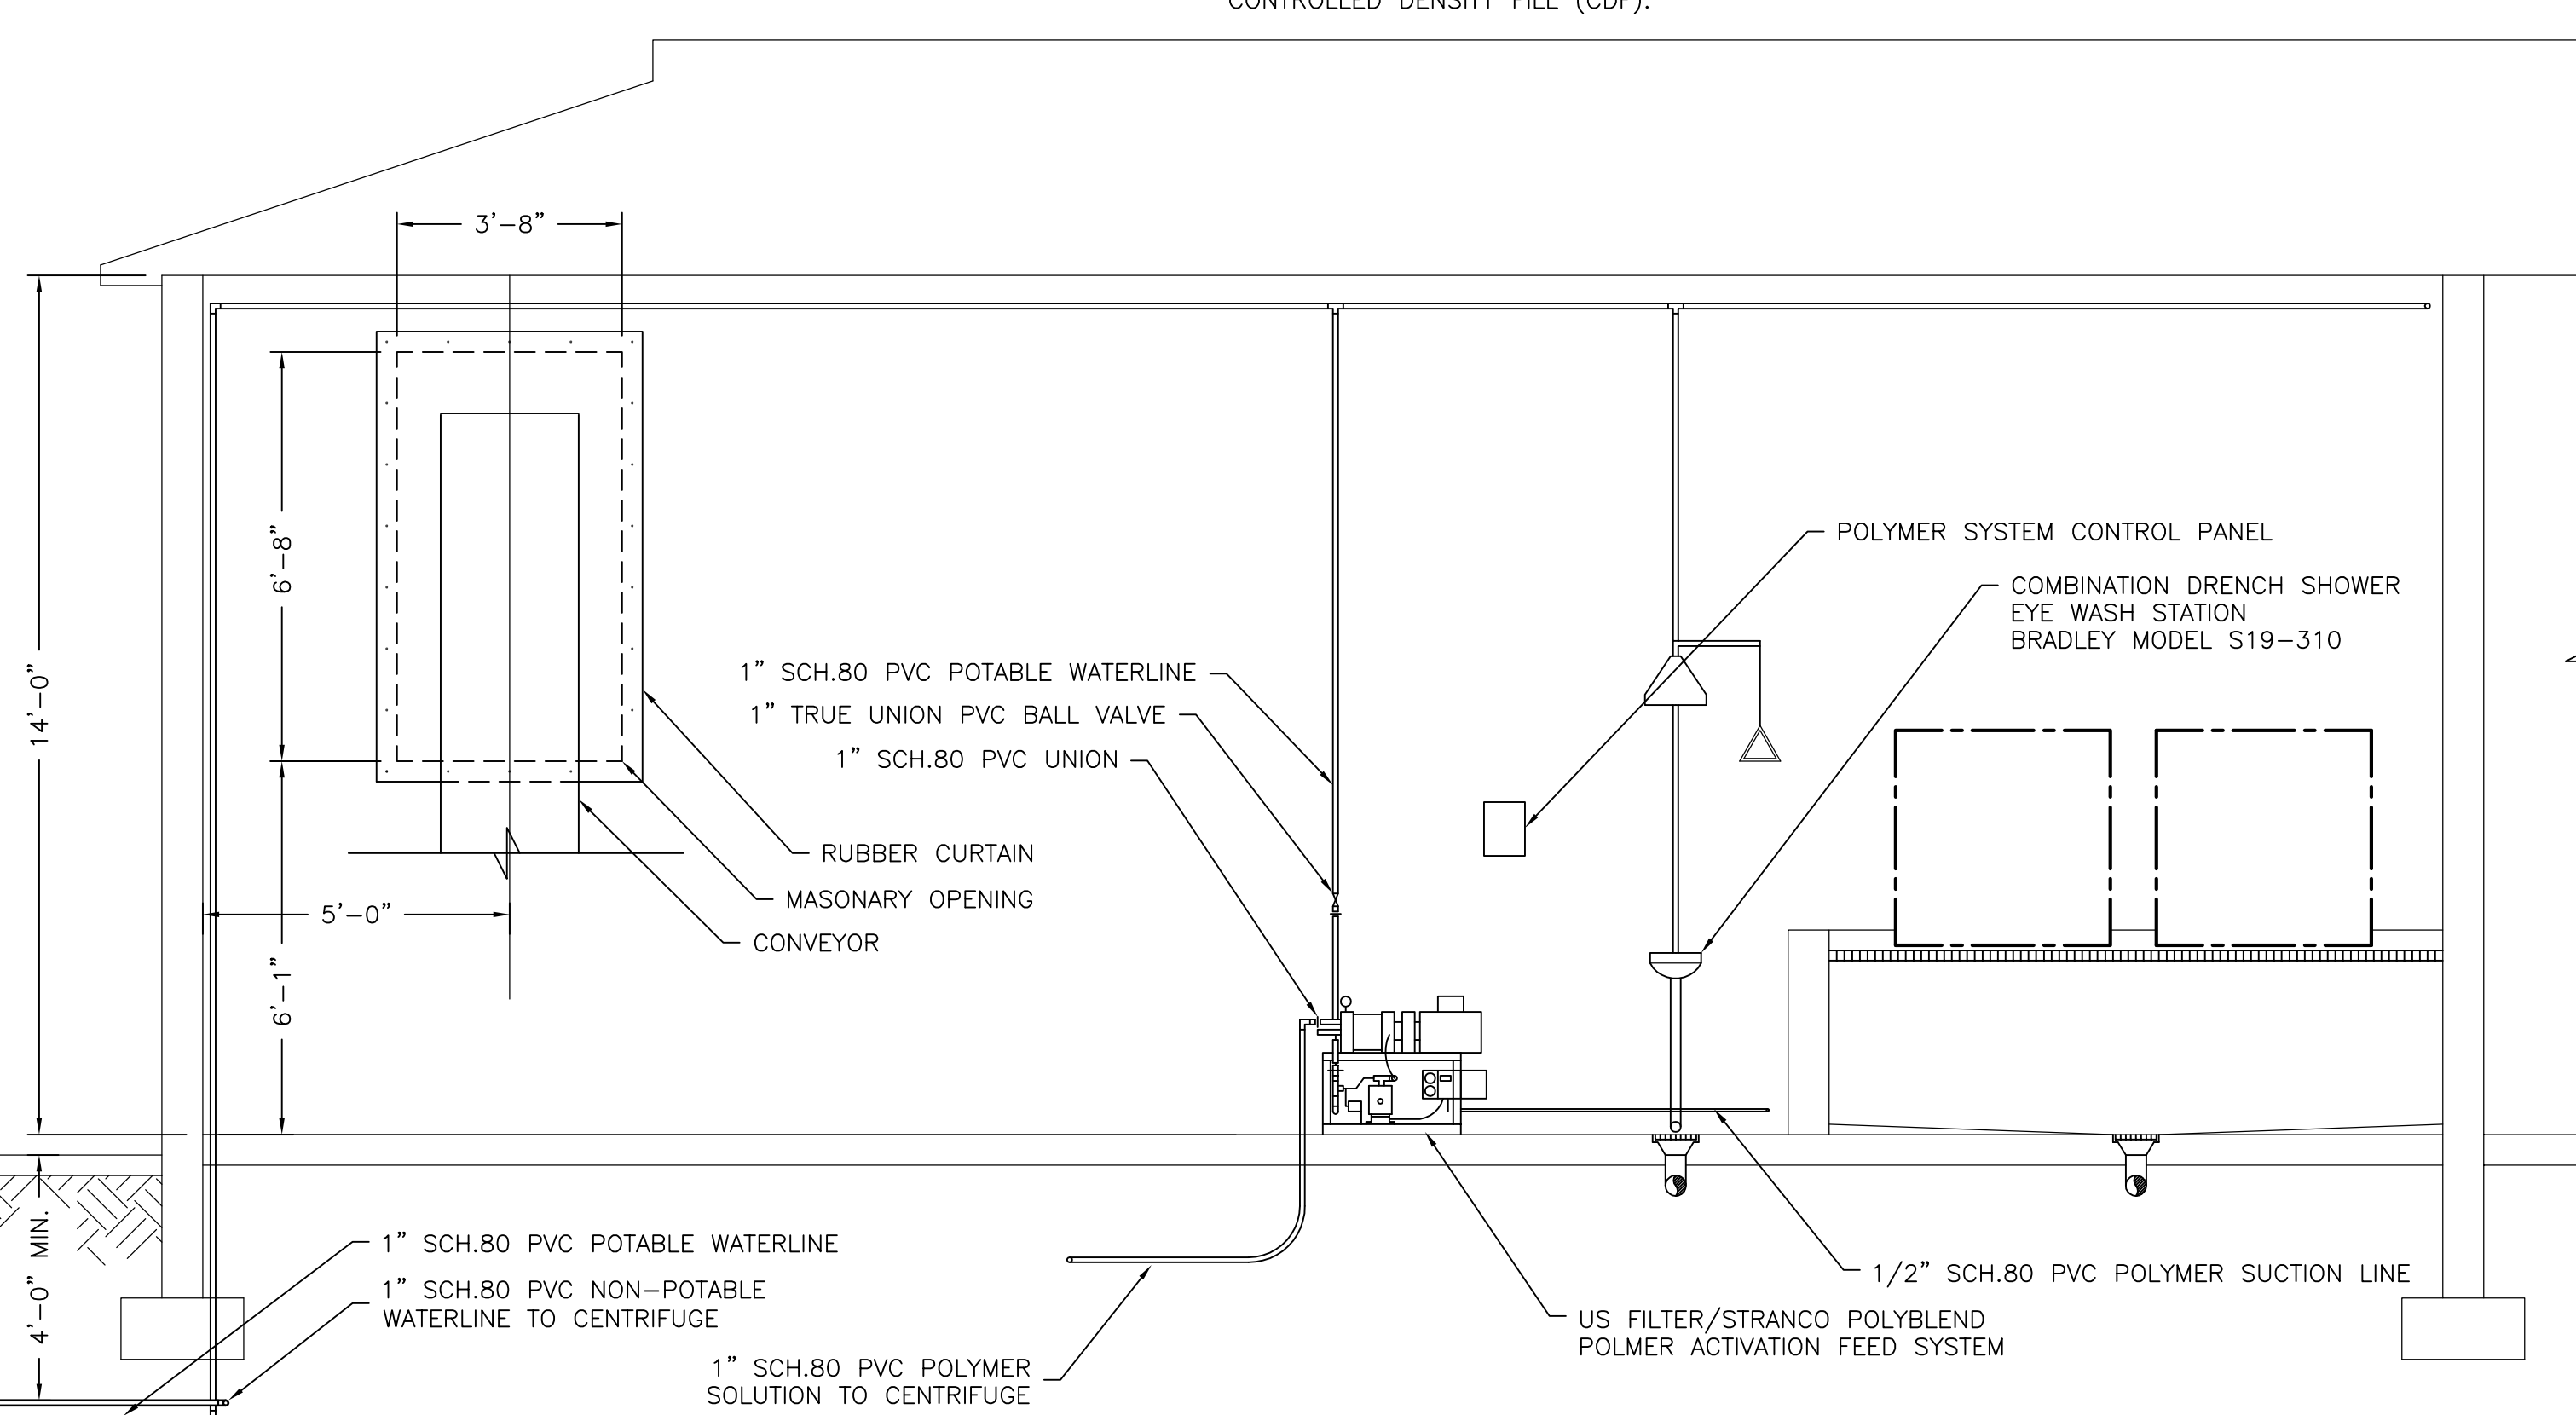 CONTROLLED DENSITY FILL (CDF).
3'-8"
6'-8"
14'-0"
POLYMER SYSTEM CONTROL PANEL
COMBINATION DRENCH SHOWER
EYE WASH STATION
BRADLEY MODEL S19-310
1" SCH.80 PVC POTABLE WATERLINE
1" TRUE UNION PVC BALL VALVE
1" SCH.80 PVC UNION
RUBBER CURTAIN
MASONARY OPENING
CONVEYOR
5'-0"
6'-1"
4'-0" MIN.
1" SCH.80 PVC POTABLE WATERLINE
1" SCH.80 PVC NON-POTABLE
WATERLINE TO CENTRIFUGE
1" SCH.80 PVC POLYMER
SOLUTION TO CENTRIFUGE
1/2" SCH.80 PVC POLYMER SUCTION LINE
US FILTER/STRANCO POLYBLEND
POLMER ACTIVATION FEED SYSTEM